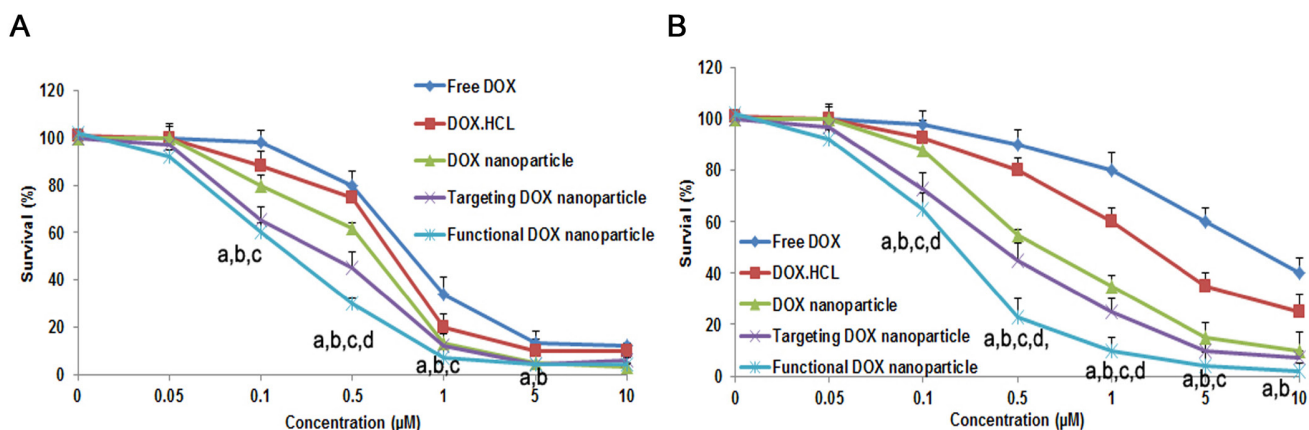 A
120
100
80
60
40
20
0
Survival (%)
Free DOX
DOX.HCL
DOX nanoparticle
Targeting DOX nanoparticle
Functional DOX nanoparticle
a,b,c
a,b,c,d
a,b,c
a,b
0 0.05 0.1 0.5 1 5 10
Concentration (µM)
B
120
100
80
60
40
20
0
Survival (%)
a,b,c,d
a,b,c,d,
a,b,c,d
a,b,c
a,b
Free DOX
DOX.HCL
DOX nanoparticle
Targeting DOX nanoparticle
Functional DOX nanoparticle
0 0.05 0.1 0.5 1 5 10
Concentration (µM)